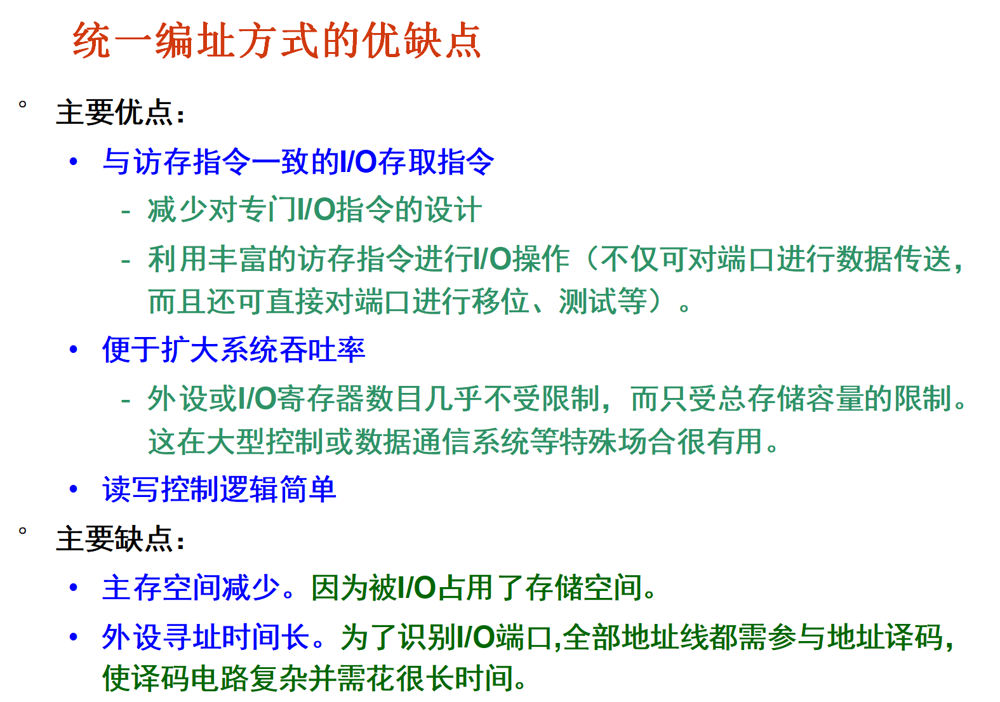 统一编址方式的优缺点
° 主要优点：
• 与访存指令一致的I/O存取指令
- 减少对专门I/O指令的设计
- 利用丰富的访存指令进行I/O操作（不仅可对端口进行数据传送，
而且还可直接对端口进行移位、测试等）。
• 便于扩大系统吞吐率
- 外设或I/O寄存器数目几乎不受限制，而只受总存储容量的限制。
这在大型控制或数据通信系统等特殊场合很有用。
• 读写控制逻辑简单
° 主要缺点：
• 主存空间减少。因为被I/O占用了存储空间。
• 外设寻址时间长。为了识别I/O端口,全部地址线都需参与地址译码，
使译码电路复杂并需花很长时间。